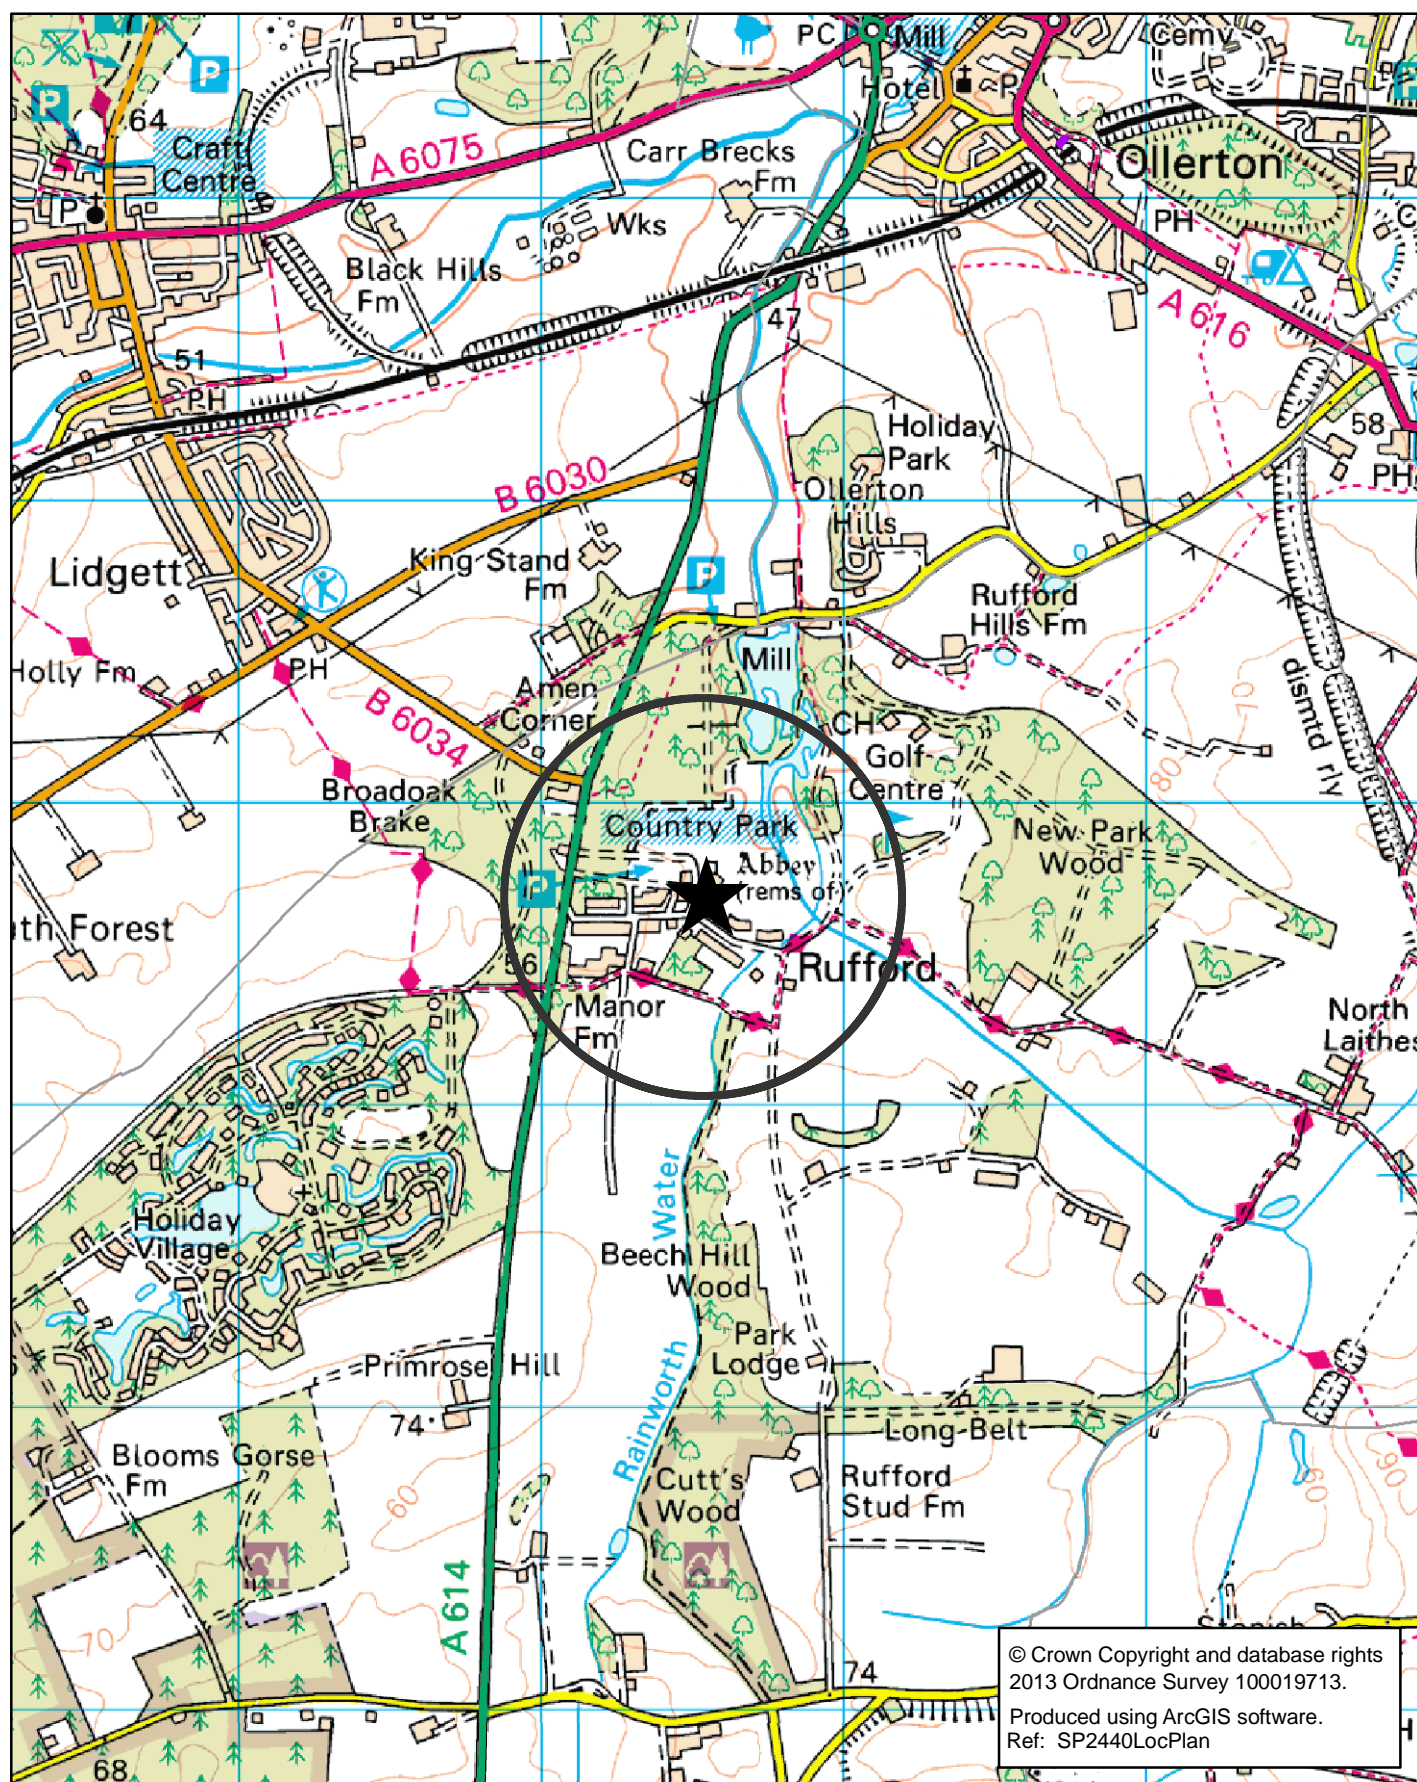 PC
Mill
Cemy
Hotel
P
P
P
64
Craft
Centre
A 6075
Carr Brecks
Fm
Ollerton
P
Wks
PH
Black Hills
Fm
47
A 616
51
PH
Holiday
Park
58
PH
B 6030
Ollerton
Hills
Lidgett
King Stand
Fm
P
Rufford
Hills Fm
Holly Fm
PH
Mill
dismtd rly
Amen
Corner
B 6034
CH
Golf
Centre
70
80
Broadoak
Brake
Country Park
New Park
Wood
Abbey
(rems of)
P
th Forest
56
Rufford
Manor
Fm
North
Laithes
Water
Holiday
Village
Beech Hill
Wood
Park
Lodge
Primrose Hill
Rainworth
74
Long Belt
Blooms Gorse
Fm
60
Cutt's
Wood
Rufford
Stud Fm
60
90
A 614
70
74
68
© Crown Copyright and database rights
2013 Ordnance Survey 100019713.
Produced using ArcGIS software.
Ref: SP2440LocPlan